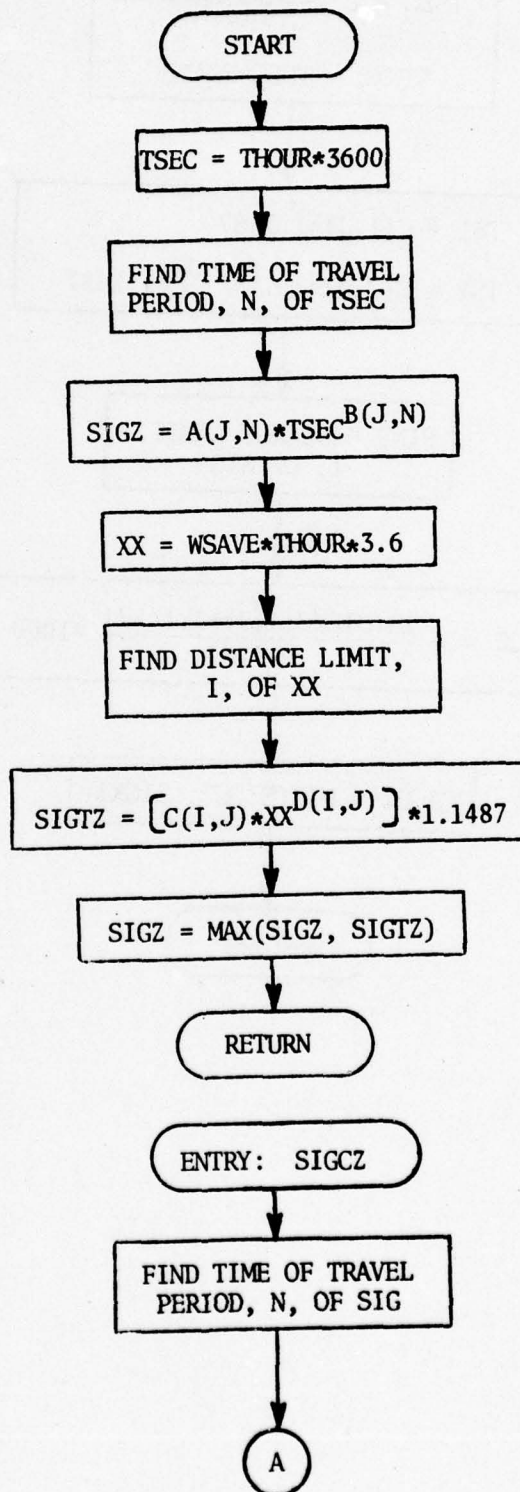 START
TSEC = THOUR*3600
FIND TIME OF TRAVEL
PERIOD, N, OF TSEC
SIGZ = A(J,N)*TSEC^B(J,N)
XX = WSAVE*THOUR*3.6
FIND DISTANCE LIMIT,
I, OF XX
SIGTZ = [C(I,J)*XX^D(I,J)]*1.1487
SIGZ = MAX(SIGZ, SIGTZ)
RETURN
ENTRY: SIGCZ
FIND TIME OF TRAVEL
PERIOD, N, OF SIG
A